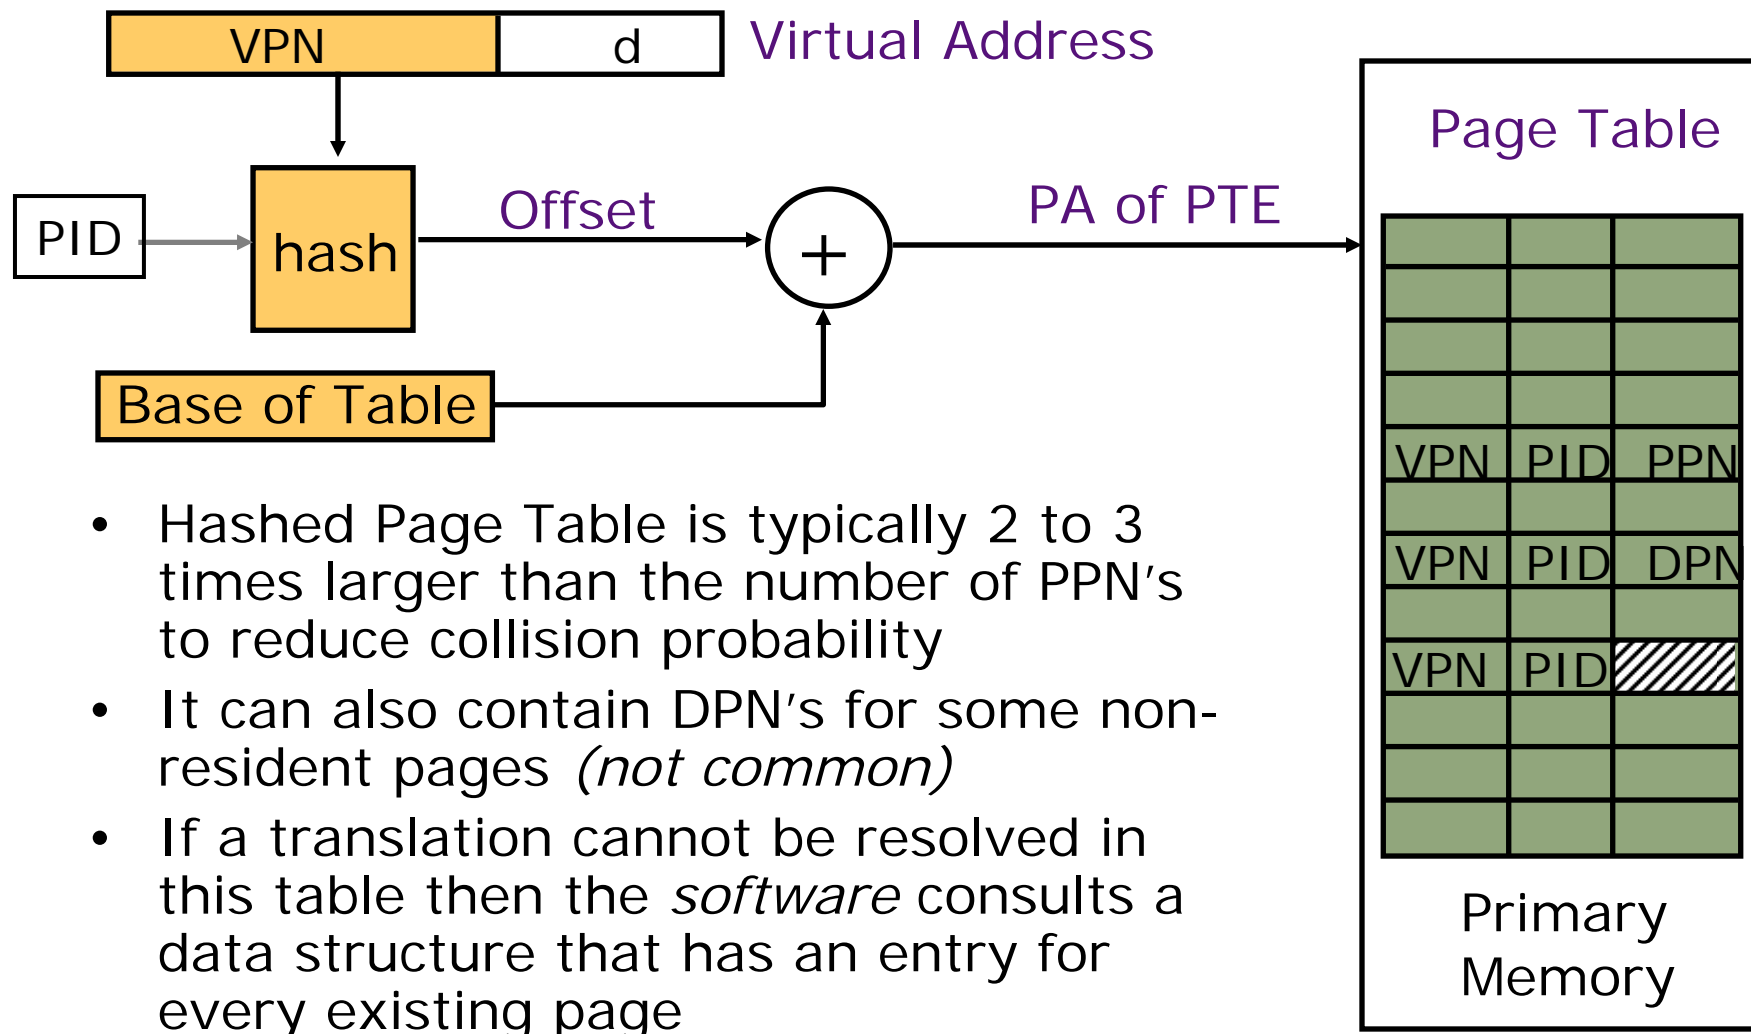 VPN d Virtual Address
Page Table
PID hash Offset + PA of PTE
Base of Table
VPN PID PPN
VPN PID DPN
VPN PID
• Hashed Page Table is typically 2 to 3
times larger than the number of PPN's
to reduce collision probability
• It can also contain DPN's for some non-
resident pages (not common)
• If a translation cannot be resolved in
this table then the software consults a
data structure that has an entry for
every existing page
Primary
Memory